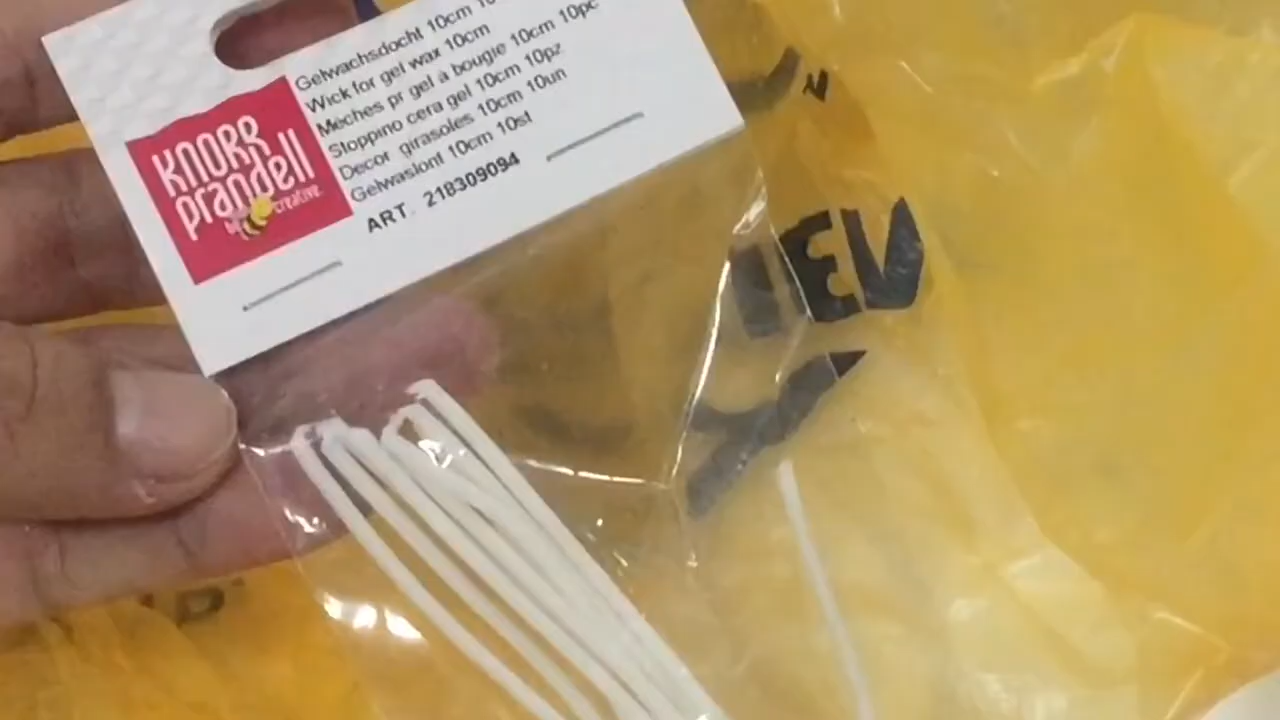 KNORR
prandell
creative
Gelwachsdocht 10cm
Wick for gel wax 10cm
Mèches pr gel à bougie 10cm 10pc
Stoppino cera gel 10cm 10pz
Decor girasoles 10cm 10un
Gelwaslont 10cm 10st
ART. 218309094